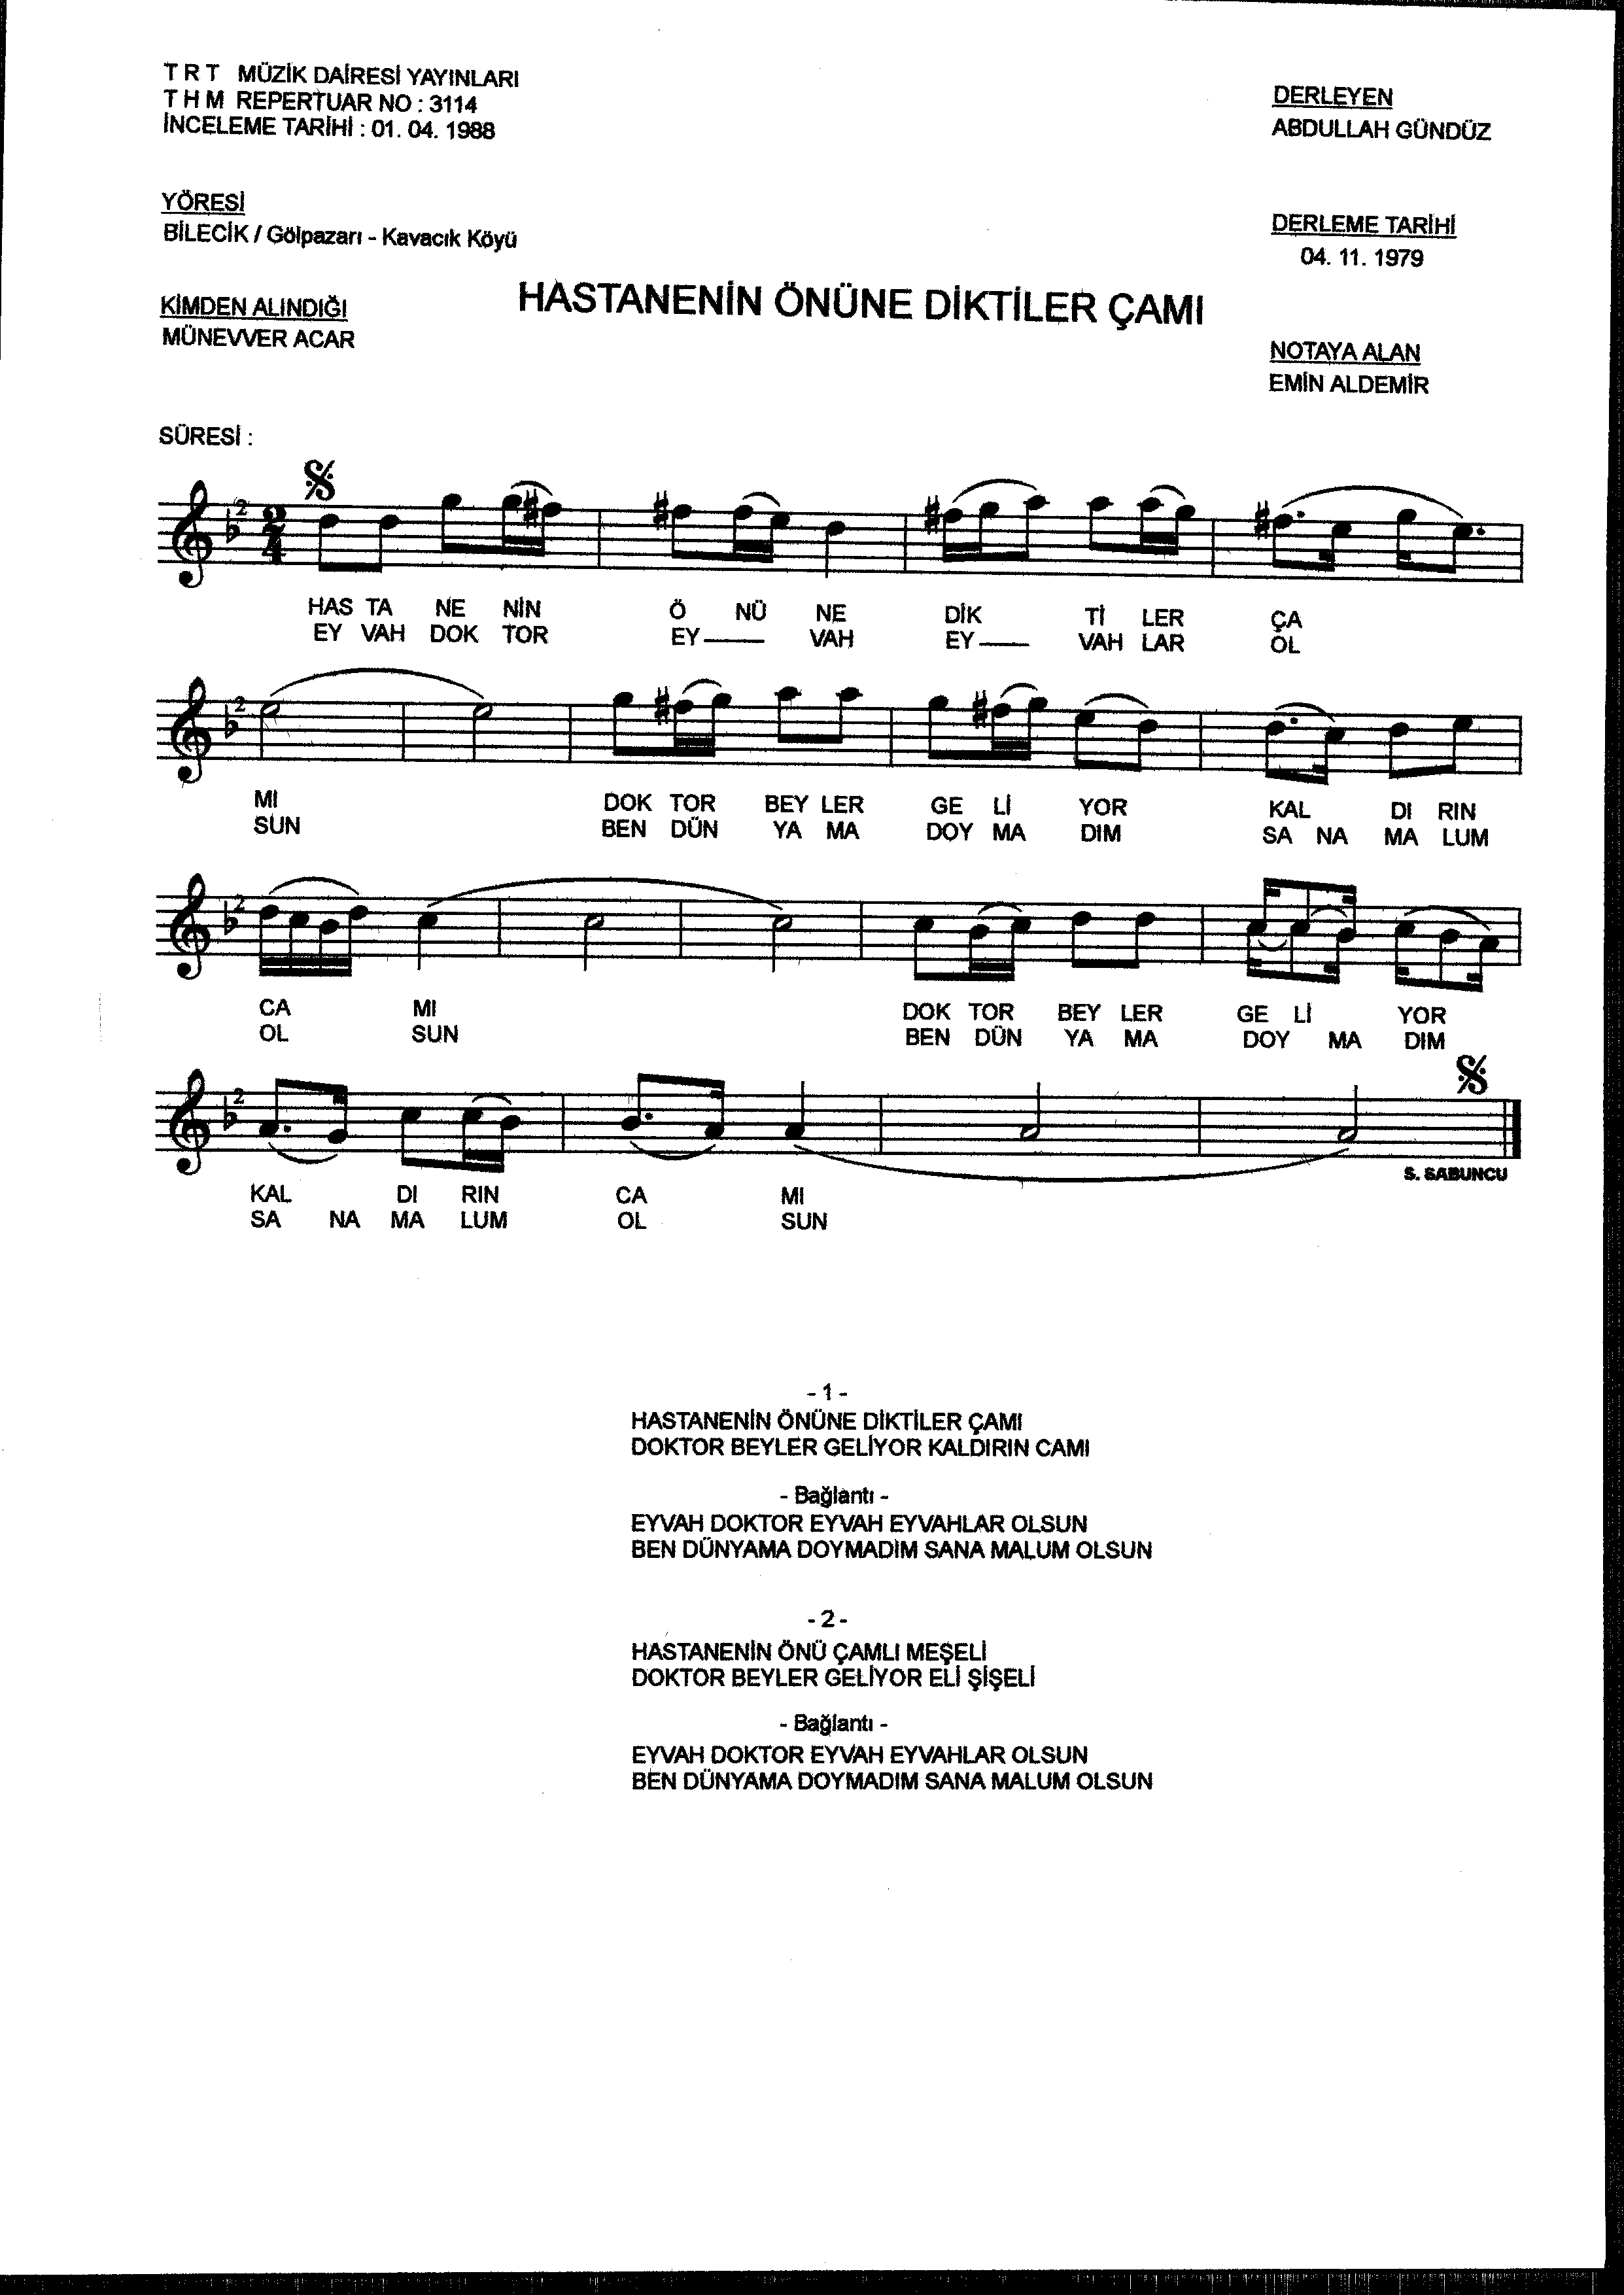 T R T MÜZİK DAİRESİ YAYINLARI
T H M REPERTUAR NO : 3114
İNCELEME TARİHİ : 01. 04. 1988
DERLEYEN
ABDULLAH GÜNDÜZ
YÖRESİ
BİLECİK / Gölpazarı - Kavacık Köyü
DERLEME TARİHİ
04. 11. 1979
HASTANENİN ÖNÜNE DİKTİLER ÇAMI
KİMDEN ALINDIĞI
MÜNEVVER ACAR
NOTAYA ALAN
EMİN ALDEMİR
SÜRESİ :
2 2 4
HAS TA NE NİN Ö NÜ NE DİK Tİ LER ÇA
EY VAH DOK TOR EY VAH EY VAH LAR OL
2
MI DOK TOR BEY LER GE Lİ YOR KAL DI RIN
SUN BEN DÜN YA MA DOY MA DIM SA NA MA LUM
2
CA MI DOK TOR BEY LER GE Lİ YOR
OL SUN BEN DÜN YA MA DOY MA DIM
2
S. SABUNCU
KAL DI RIN CA MI
SA NA MA LUM OL SUN
- 1 -
HASTANENİN ÖNÜNE DİKTİLER ÇAMI
DOKTOR BEYLER GELİYOR KALDIRIN CAMI
- Bağlantı -
EYVAH DOKTOR EYVAH EYVAHLAR OLSUN
BEN DÜNYAMA DOYMADIM SANA MALUM OLSUN
- 2 -
HASTANENİN ÖNÜ ÇAMLI MEŞELİ
DOKTOR BEYLER GELİYOR ELİ ŞİŞELİ
- Bağlantı -
EYVAH DOKTOR EYVAH EYVAHLAR OLSUN
BEN DÜNYAMA DOYMADIM SANA MALUM OLSUN